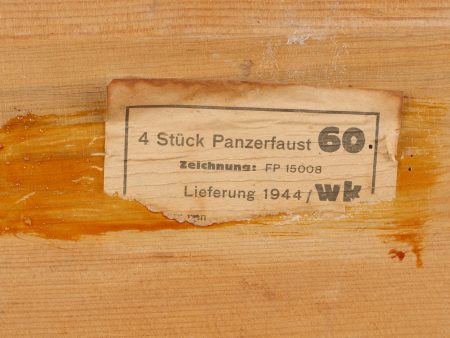 4 Stück Panzerfaust 60.
Zeichnung: FP 15008
Lieferung 1944/ Wk